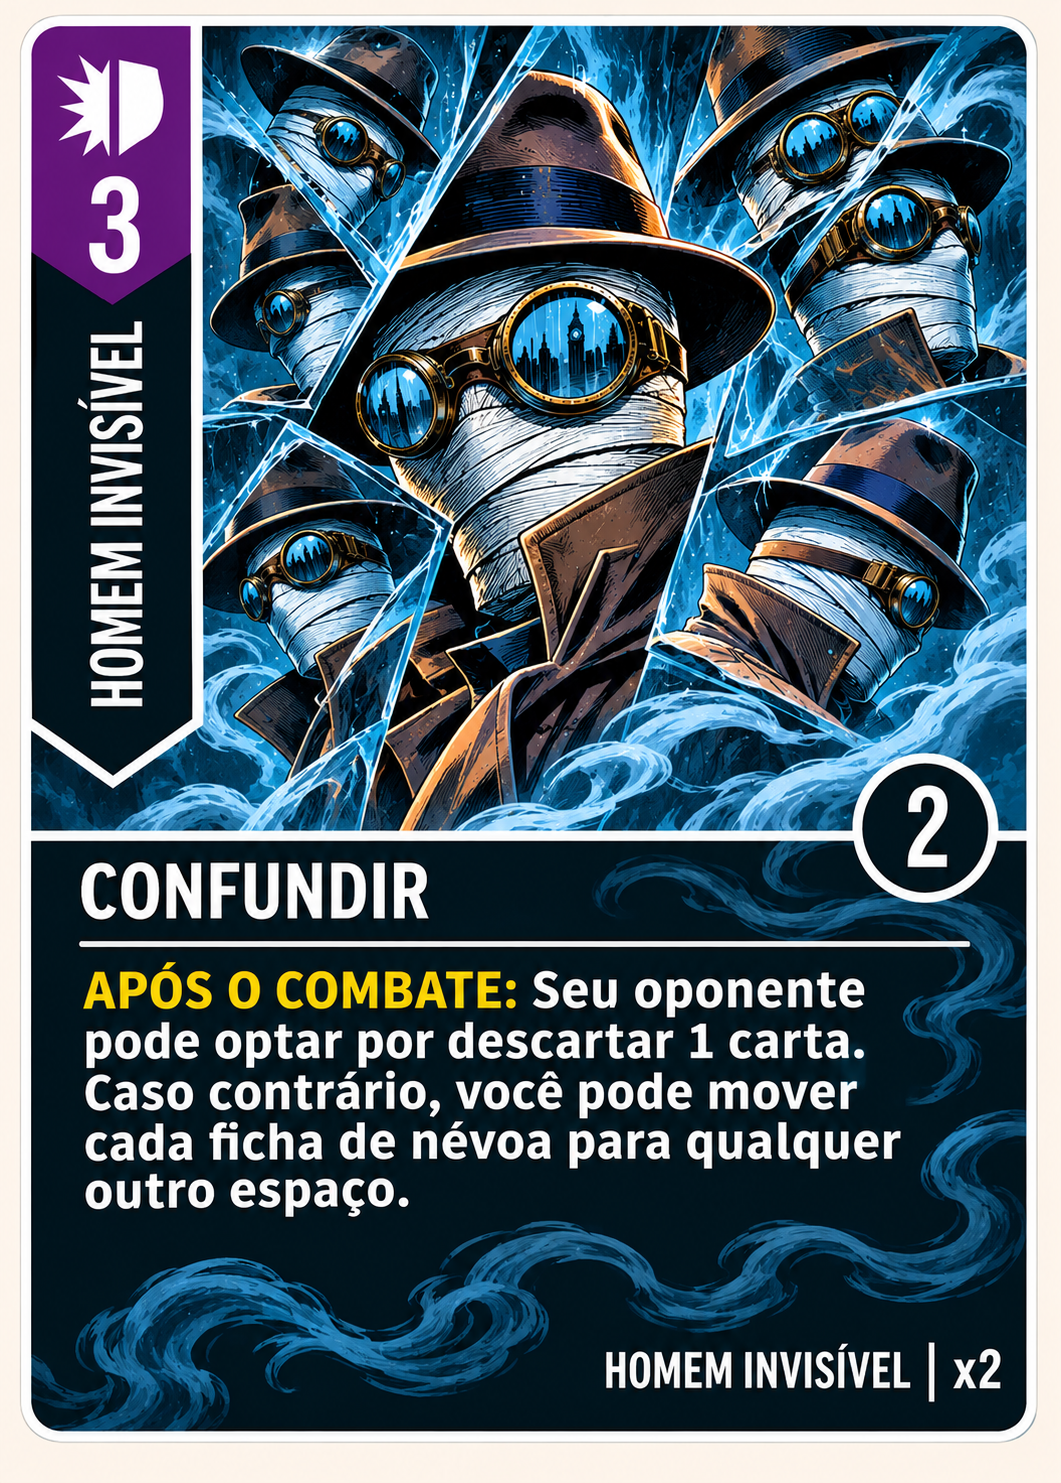 3
HOMEM INVISÍVEL
2
CONFUNDIR
APÓS O COMBATE: Seu oponente
pode optar por descartar 1 carta.
Caso contrário, você pode mover
cada ficha de névoa para qualquer
outro espaço.
HOMEM INVISÍVEL | x2